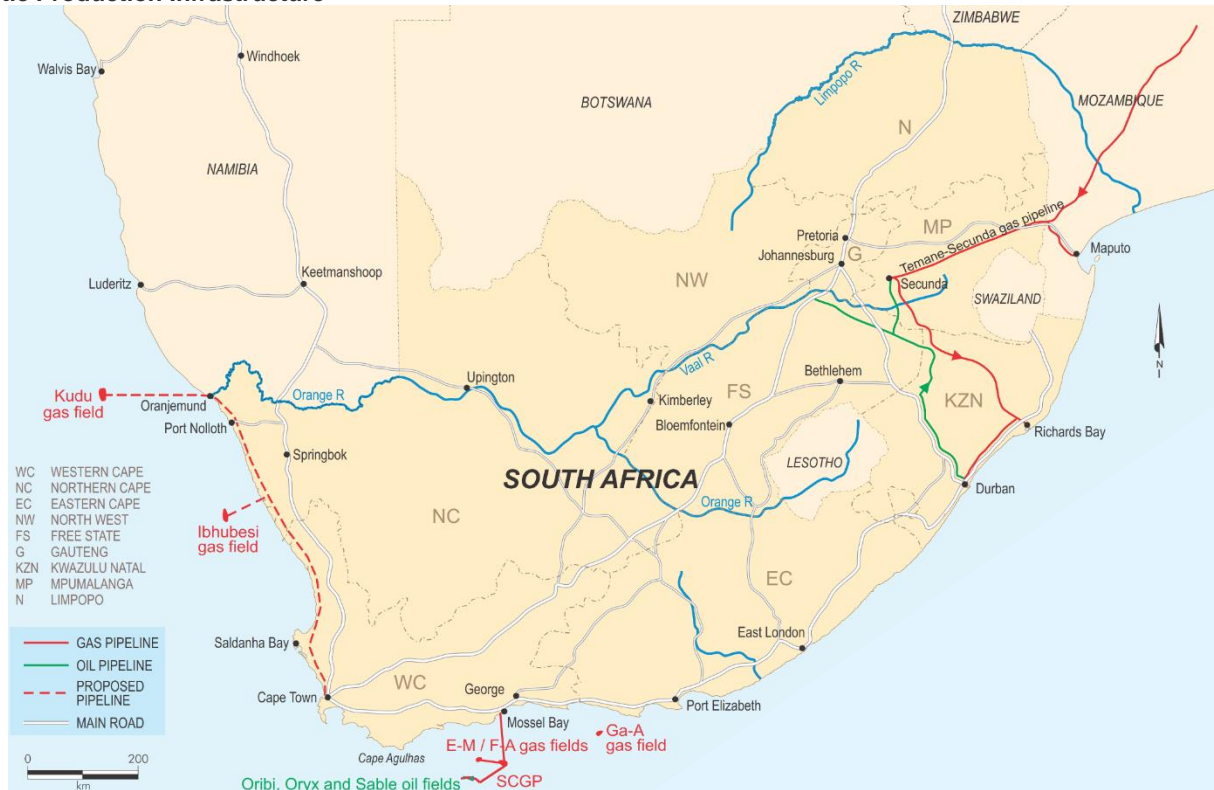 ZIMBABWE
Windhoek
Walvis Bay
BOTSWANA
Limpopo R
MOZAMBIQUE
N
NAMIBIA
Temane-Secunda gas pipeline
MP
Pretoria
Johannesburg
G
Maputo
NW
Secunda
Keetmanshoop
Luderitz
SWAZILAND
N
Vaal R
Upington
Bethlehem
Kudu
gas field
Orange R
Oranjemund
Kimberley
FS
KZN
Port Nolloth
Bloemfontein
Richards Bay
Springbok
LESOTHO
SOUTH AFRICA
Durban
Orange R
NC
Ibhubesi
gas field
WC WESTERN CAPE
NC NORTHERN CAPE
EC EASTERN CAPE
NW NORTH WEST
FS FREE STATE
G GAUTENG
KZN KWAZULU NATAL
MP MPUMALANGA
N LIMPOPO
EC
East London
Saldanha Bay
GAS PIPELINE
OIL PIPELINE
PROPOSED
PIPELINE
MAIN ROAD
WC
George
Cape Town
Port Elizabeth
Mossel Bay
Ga-A
gas field
E-M / F-A gas fields
Cape Agulhas
SCGP
Oribi, Oryx and Sable oil fields
0 200
km